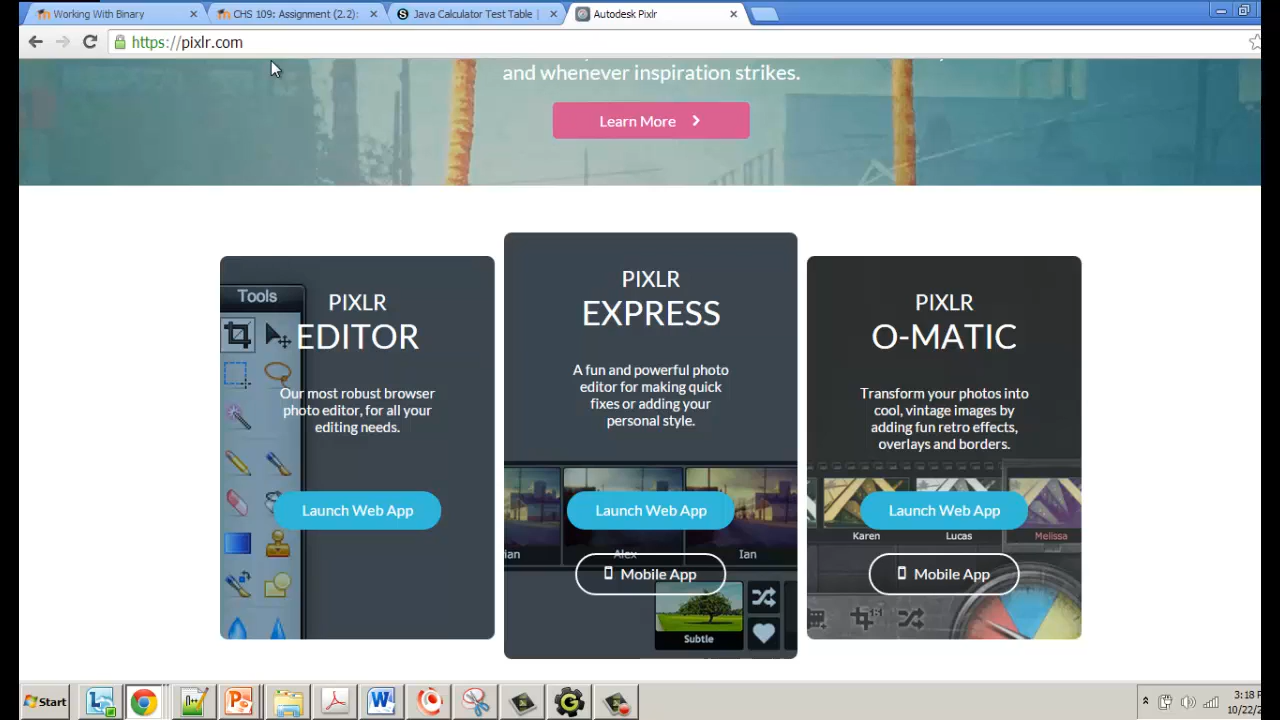 Working With Binary
CHS 109: Assignment (2.2):
Java Calculator Test Table |
Autodesk Pixlr
https://pixlr.com
and whenever inspiration strikes.
Learn More
Tools
PIXLR
EDITOR
Our most robust browser
photo editor, for all your
editing needs.
Launch Web App
PIXLR
EXPRESS
A fun and powerful photo
editor for making quick
fixes or adding your
personal style.
Launch Web App
Alex
Ian
Mobile App
Subtle
PIXLR
O-MATIC
Transform your photos into
cool, vintage images by
adding fun retro effects,
overlays and borders.
Launch Web App
Karen
Lucas
Melissa
Mobile App
Start
3:18
10/22/2